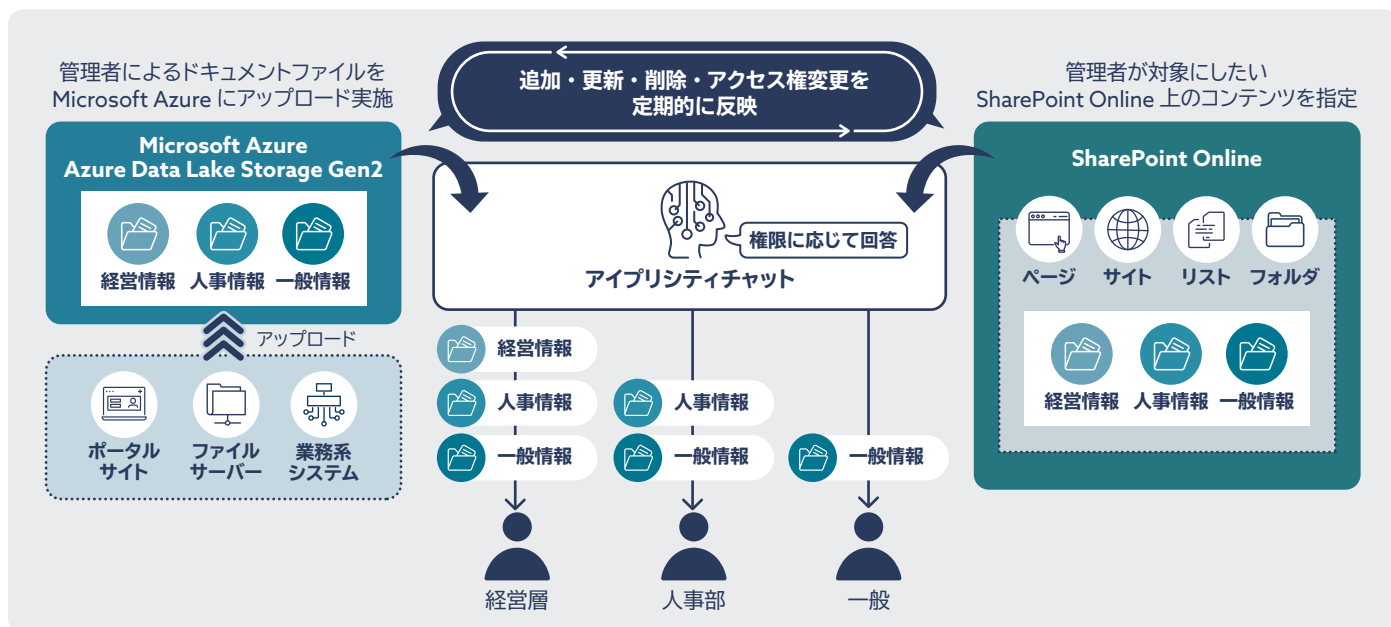 管理者によるドキュメントファイルを
Microsoft Azure にアップロード実施
Microsoft Azure
Azure Data Lake Storage Gen2
経営情報
人事情報
一般情報
アップロード
ポータル
サイト
ファイル
サーバー
業務系
システム
追加・更新・削除・アクセス権変更を
定期的に反映
権限に応じて回答
アイプリシティチャット
経営情報
人事情報
一般情報
経営層
人事情報
一般情報
人事部
一般情報
一般
管理者が対象にしたい
SharePoint Online 上のコンテンツを指定
SharePoint Online
ページ
サイト
リスト
フォルダ
経営情報
人事情報
一般情報